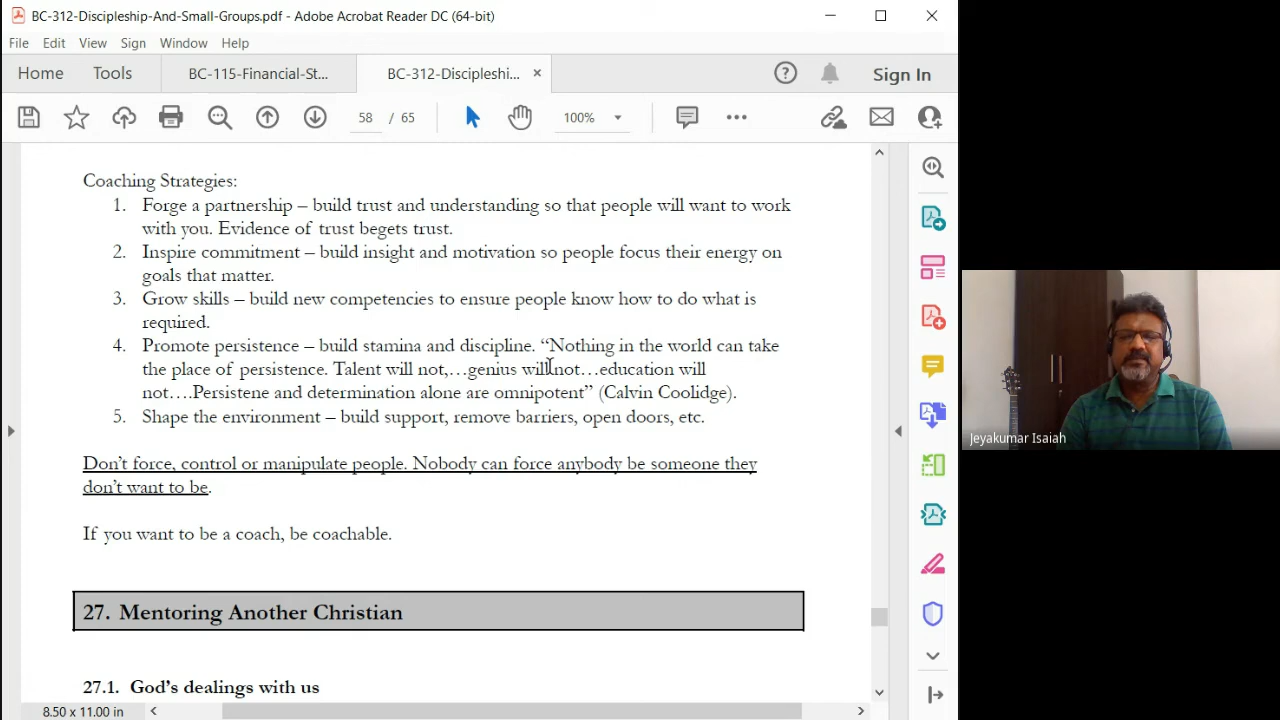 BC-312-Discipleship-And-Small-Groups.pdf - Adobe Acrobat Reader DC (64-bit)
File Edit View Sign Window Help
Home Tools BC-115-Financial-St... BC-312-Discipleshi... × Sign In
58 / 65 100%
Coaching Strategies:
1. Forge a partnership – build trust and understanding so that people will want to work
with you. Evidence of trust begets trust.
2. Inspire commitment – build insight and motivation so people focus their energy on
goals that matter.
3. Grow skills – build new competencies to ensure people know how to do what is
required.
4. Promote persistence – build stamina and discipline. “Nothing in the world can take
the place of persistence. Talent will not,…genius will not…education will
not….Persistene and determination alone are omnipotent” (Calvin Coolidge).
5. Shape the environment – build support, remove barriers, open doors, etc.
Don’t force, control or manipulate people. Nobody can force anybody be someone they
don’t want to be.
If you want to be a coach, be coachable.
27. Mentoring Another Christian
27.1. God’s dealings with us
8.50 x 11.00 in
Jeyakumar Isaiah